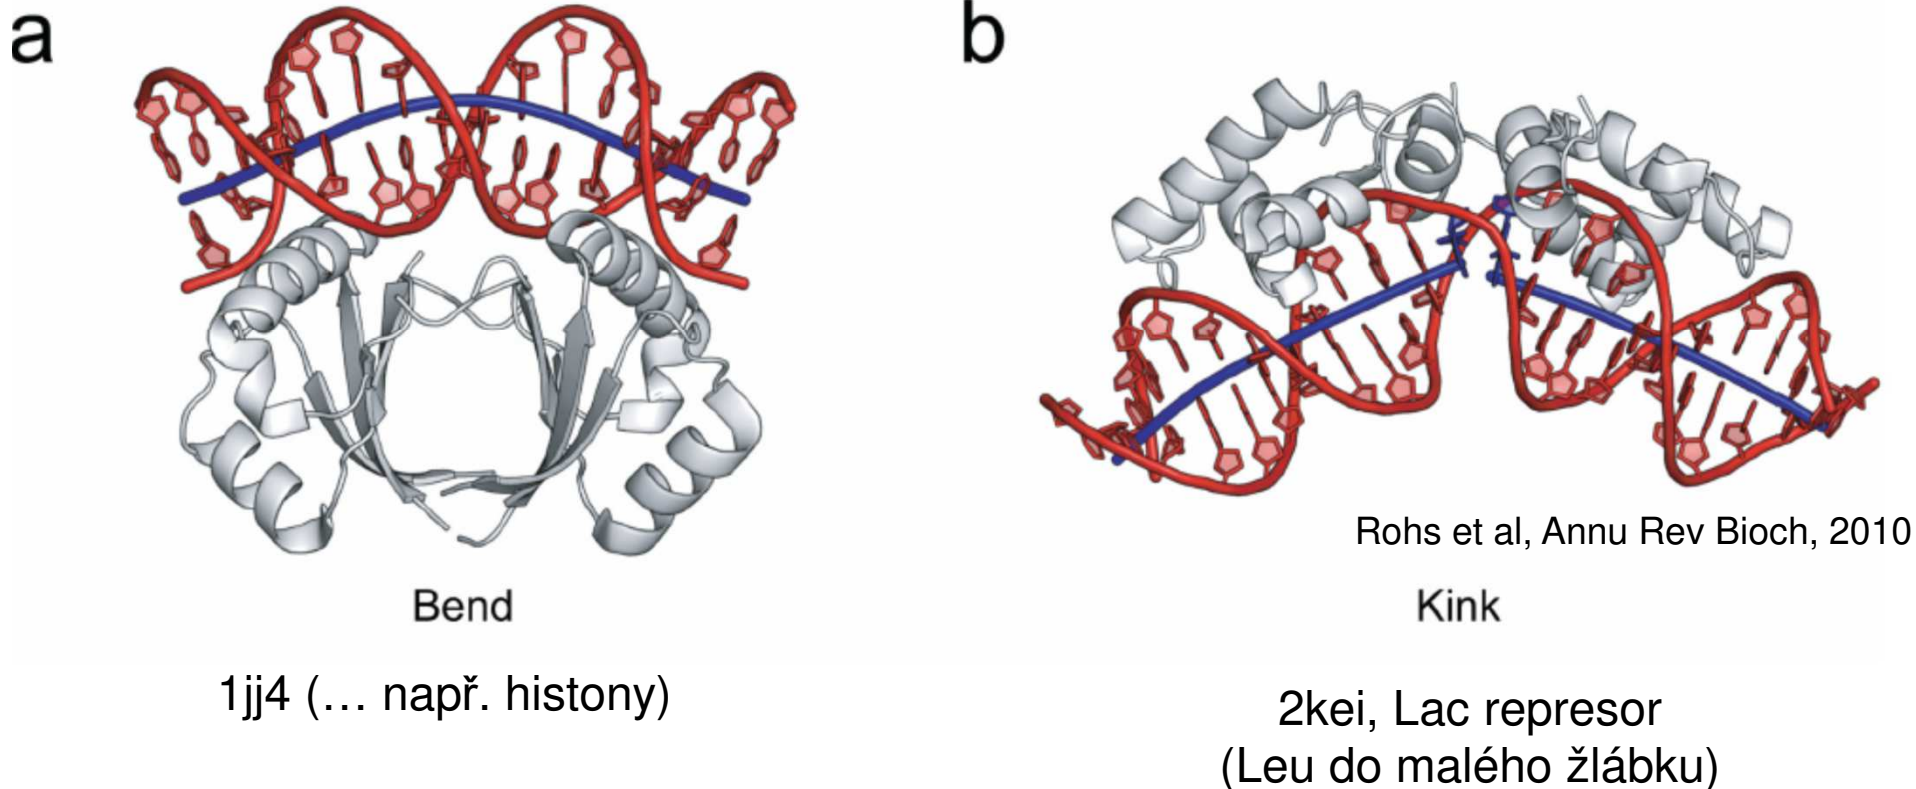 a
b
Rohs et al, Annu Rev Bioch, 2010
Bend
Kink
1jj4 (… např. histony)
2kei, Lac represor
(Leu do malého žlábku)